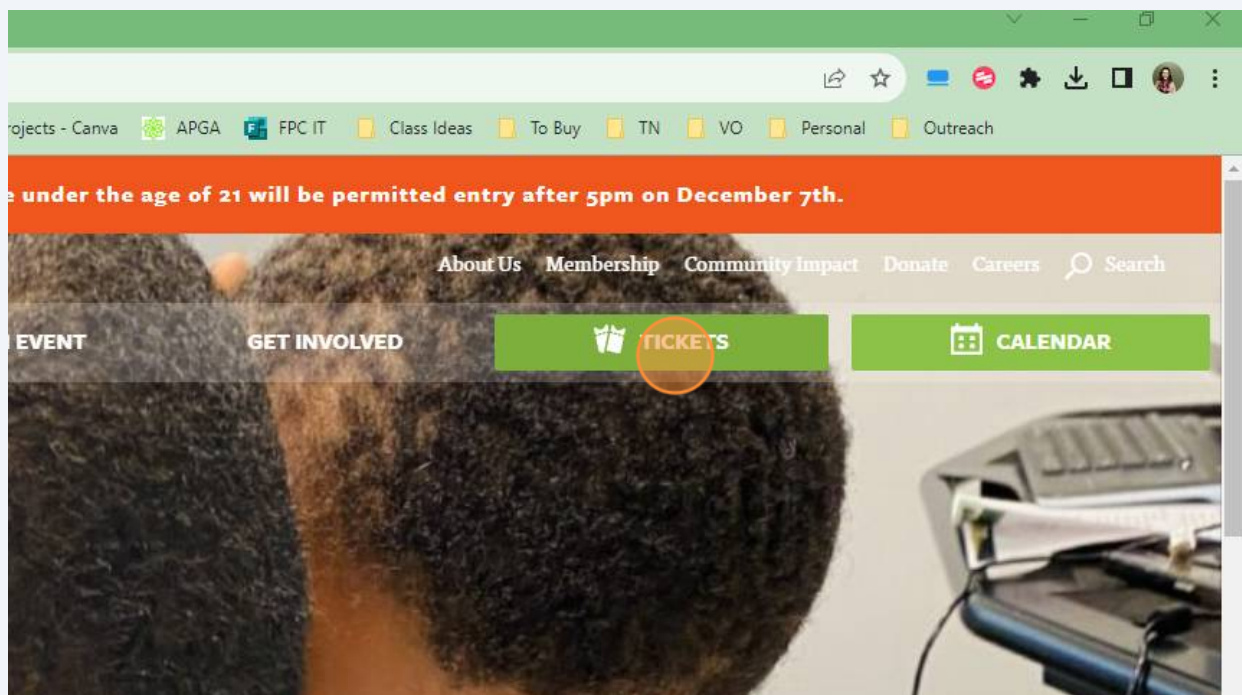 rojects - Canva APGA FPC IT Class Ideas To Buy TN VO Personal Outreach
under the age of 21 will be permitted entry after 5pm on December 7th.
About Us Membership Community Impact Donate Careers Search
EVENT GET INVOLVED TICKETS CALENDAR